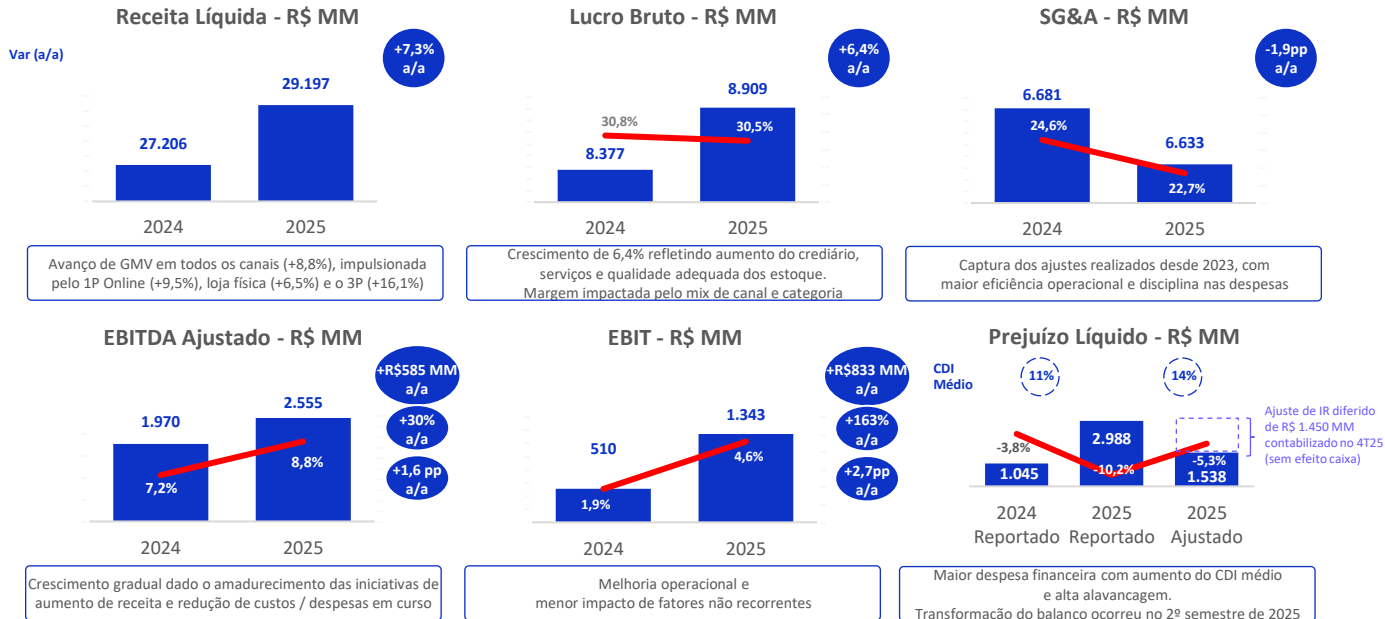 Receita Líquida - R$ MM
Var (a/a)
+7,3%
a/a
27.206
29.197
2024
2025
Avanço de GMV em todos os canais (+8,8%), impulsionada
pelo 1P Online (+9,5%), loja física (+6,5%) e o 3P (+16,1%)
Lucro Bruto - R$ MM
+6,4%
a/a
30,8%
8.377
8.909
30,5%
2024
2025
Crescimento de 6,4% refletindo aumento do crediário,
serviços e qualidade adequada dos estoque.
Margem impactada pelo mix de canal e categoria
SG&A - R$ MM
-1,9pp
a/a
6.681
24,6%
6.633
22,7%
2024
2025
Captura dos ajustes realizados desde 2023, com
maior eficiência operacional e disciplina nas despesas
EBITDA Ajustado - R$ MM
+R$585 MM
a/a
+30%
a/a
+1,6 pp
a/a
1.970
7,2%
2.555
8,8%
2024
2025
Crescimento gradual dado o amadurecimento das iniciativas de
aumento de receita e redução de custos / despesas em curso
EBIT - R$ MM
+R$833 MM
a/a
+163%
a/a
+2,7pp
a/a
510
1,9%
1.343
4,6%
2024
2025
Melhoria operacional e
menor impacto de fatores não recorrentes
Prejuízo Líquido - R$ MM
CDI
Médio
11%
14%
-3,8%
1.045
2.988
-10,2%
-5,3%
1.538
Ajuste de IR diferido
de R$ 1.450 MM
contabilizado no 4T25
(sem efeito caixa)
2024
Reportado
2025
Reportado
2025
Ajustado
Maior despesa financeira com aumento do CDI médio
e alta alavancagem.
Transformação do balanço ocorreu no 2º semestre de 2025